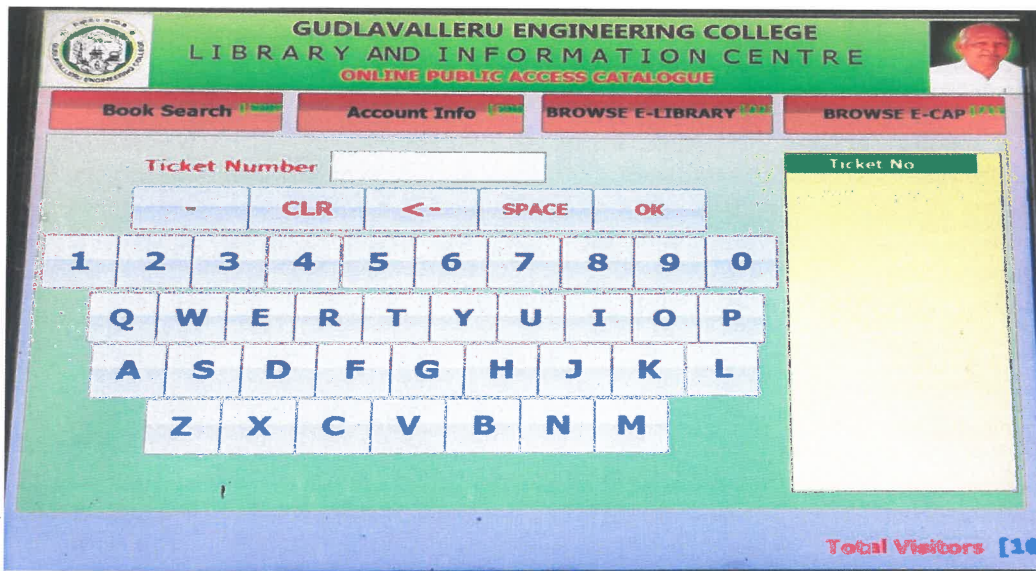 GUDLAVALLERU ENGINEERING COLLEGE
LIBRARY AND INFORMATION CENTRE
ONLINE PUBLIC ACCESS CATALOGUE
Book Search Account Info BROWSE E-LIBRARY BROWSE E-CAP
Ticket Number
Ticket No
- CLR <- SPACE OK
1 2 3 4 5 6 7 8 9 0
Q W E R T Y U I O P
A S D F G H J K L
Z X C V B N M
Total Visitors